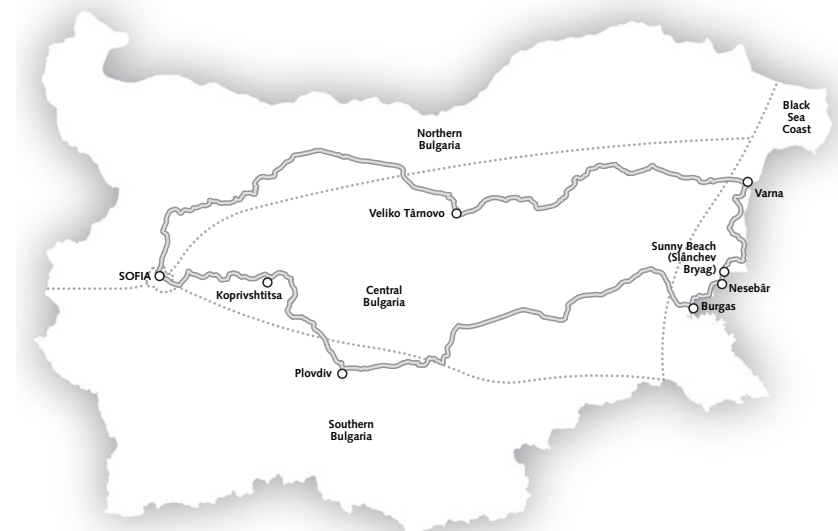 Black
Sea
Coast
Northern
Bulgaria
Varna
Veliko Târnovo
Sunny Beach
(Slânchev
Bryag)
SOFIA
Koprivshtitsa
Central
Bulgaria
Nesebâr
Burgas
Plovdiv
Southern
Bulgaria